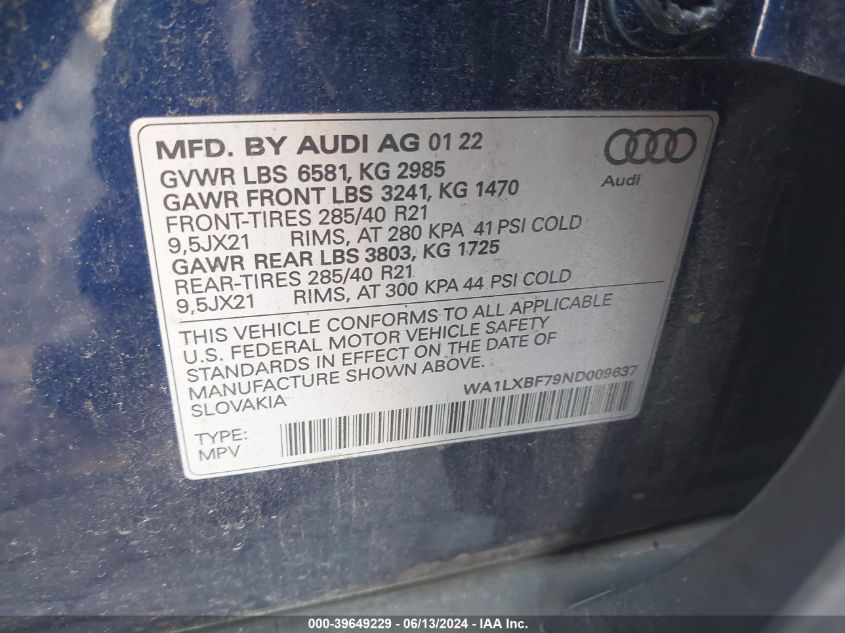 MFD. BY AUDI AG 01 22
GVWR LBS 6581, KG 2985
GAWR FRONT LBS 3241, KG 1470
FRONT-TIRES 285/40 R21
9,5JX21 RIMS, AT 280 KPA 41 PSI COLD
GAWR REAR LBS 3803, KG 1725
REAR-TIRES 285/40 R21
9,5JX21 RIMS, AT 300 KPA 44 PSI COLD
Audi
THIS VEHICLE CONFORMS TO ALL APPLICABLE
U.S. FEDERAL MOTOR VEHICLE SAFETY
STANDARDS IN EFFECT ON THE DATE OF
MANUFACTURE SHOWN ABOVE.
SLOVAKIA
WA1LXBF79ND009637
TYPE:
MPV
000-39649229 - 06/13/2024 - IAA Inc.